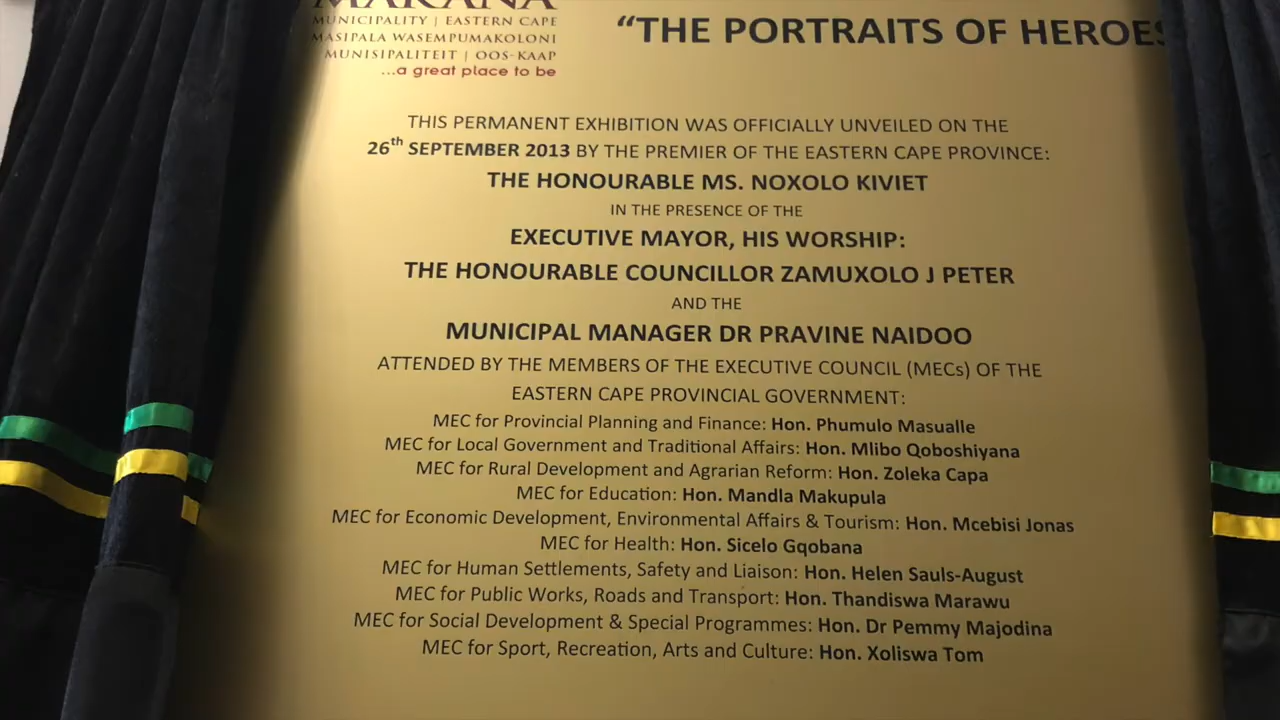 MAKANA
MUNICIPALITY | EASTERN CAPE
MASIPALA WASEMPUMAKOLONI
MUNISIPALITEIT | OOS-KAAP
...a great place to be
“THE PORTRAITS OF HEROES
THIS PERMANENT EXHIBITION WAS OFFICIALLY UNVEILED ON THE
26th SEPTEMBER 2013 BY THE PREMIER OF THE EASTERN CAPE PROVINCE:
THE HONOURABLE MS. NOXOLO KIVIET
IN THE PRESENCE OF THE
EXECUTIVE MAYOR, HIS WORSHIP:
THE HONOURABLE COUNCILLOR ZAMUXOLO J PETER
AND THE
MUNICIPAL MANAGER DR PRAVINE NAIDOO
ATTENDED BY THE MEMBERS OF THE EXECUTIVE COUNCIL (MECs) OF THE
EASTERN CAPE PROVINCIAL GOVERNMENT:
MEC for Provincial Planning and Finance: Hon. Phumulo Masualle
MEC for Local Government and Traditional Affairs: Hon. Mlibo Qoboshiyana
MEC for Rural Development and Agrarian Reform: Hon. Zoleka Capa
MEC for Education: Hon. Mandla Makupula
MEC for Economic Development, Environmental Affairs & Tourism: Hon. Mcebisi Jonas
MEC for Health: Hon. Sicelo Gqobana
MEC for Human Settlements, Safety and Liaison: Hon. Helen Sauls-August
MEC for Public Works, Roads and Transport: Hon. Thandiswa Marawu
MEC for Social Development & Special Programmes: Hon. Dr Pemmy Majodina
MEC for Sport, Recreation, Arts and Culture: Hon. Xoliswa Tom